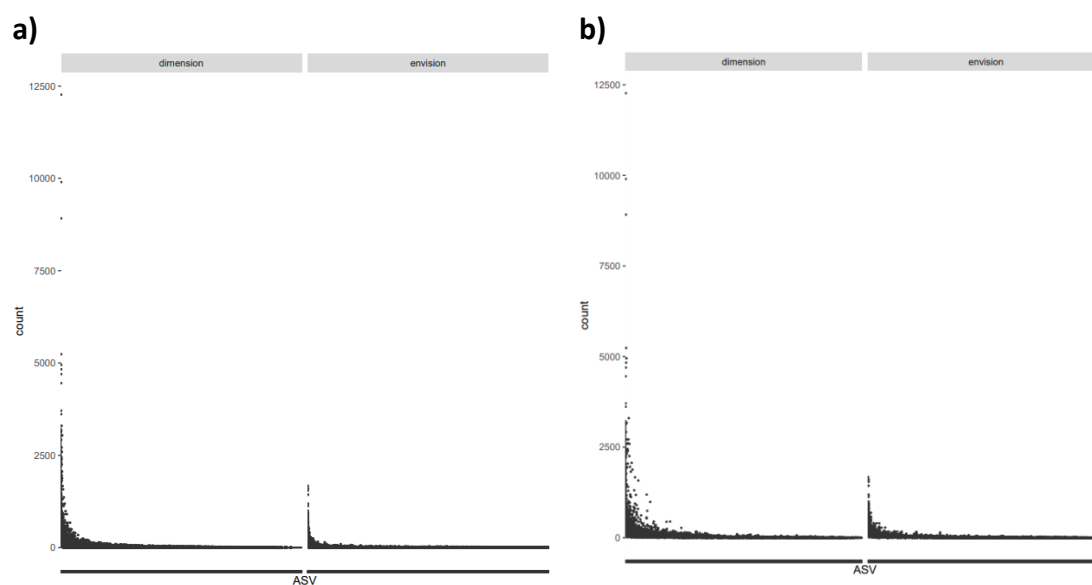 a)
dimension
envision
12500
10000
7500
5000
2500
0
count
ASV
b)
dimension
envision
12500
10000
7500
5000
2500
0
count
ASV